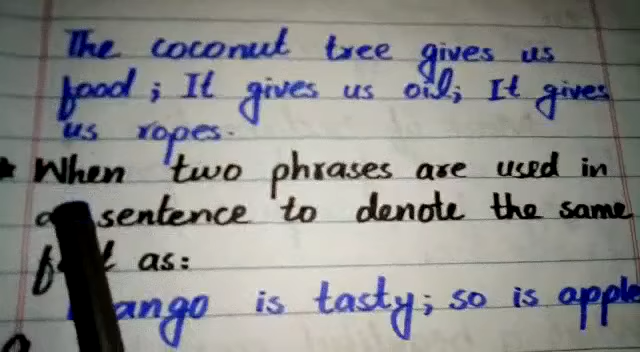 The coconut tree gives us
food; It gives us oil; It gives
us ropes.
* When two phrases are used in
sentence to denote the same
as:
is tasty; so is apple